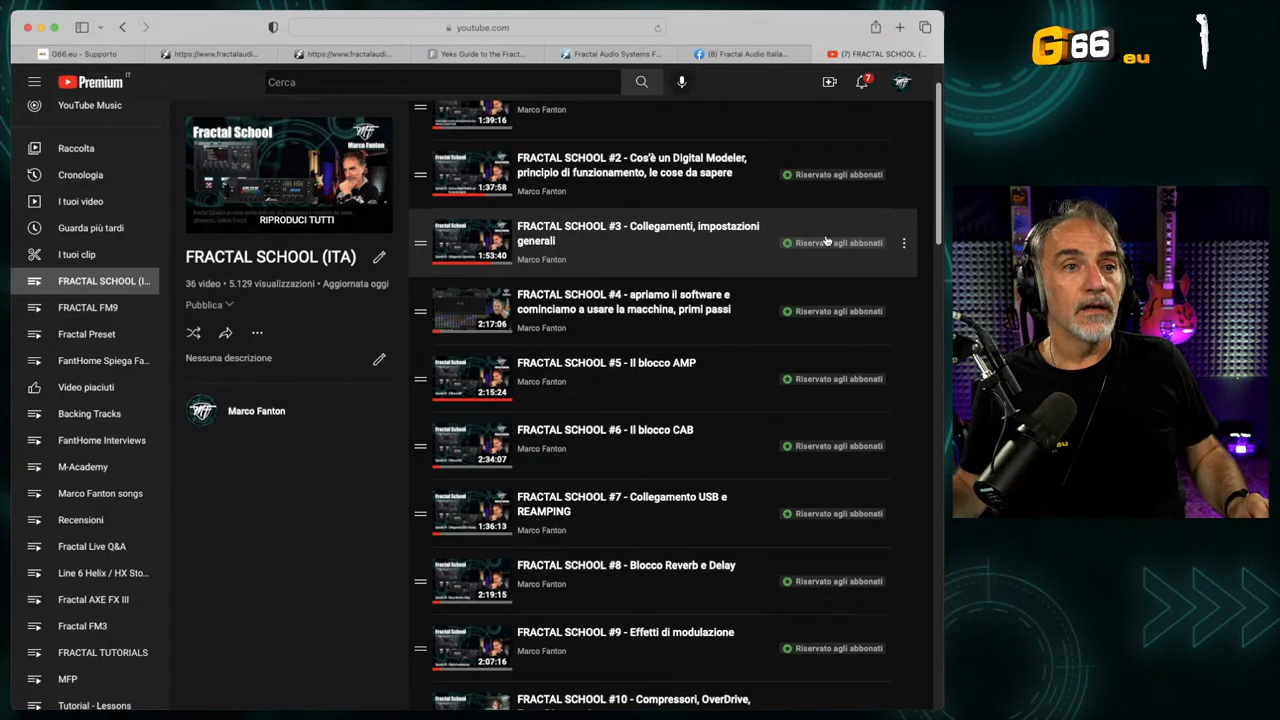 youtube.com
G66.eu - Supporto
https://www.fractalaudi...
https://www.fractalaudi...
Yeks Guide to the Fract...
Fractal Audio Systems F...
(8) Fractal Audio Italia...
(7) FRACTAL SCHOOL (...
G66 eu
Premium IT
Cerca
7
YouTube Music
Raccolta
Cronologia
I tuoi video
Guarda più tardi
I tuoi clip
FRACTAL SCHOOL (I...
FRACTAL FM9
Fractal Preset
FantHome Spiega Fa...
Video piaciuti
Backing Tracks
FantHome Interviews
M-Academy
Marco Fanton songs
Recensioni
Fractal Live Q&A
Line 6 Helix / HX Sto...
Fractal AXE FX III
Fractal FM3
FRACTAL TUTORIALS
MFP
Tutorial - Lessons
Fractal School
Marco Fanton
RIPRODUCI TUTTI
FRACTAL SCHOOL (ITA)
36 video • 5.129 visualizzazioni • Aggiornata oggi
Pubblica
Nessuna descrizione
Marco Fanton
1:39:16
Marco Fanton
1:37:58
FRACTAL SCHOOL #2 - Cos'è un Digital Modeler,
principio di funzionamento, le cose da sapere
Marco Fanton
Riservato agli abbonati
1:53:40
FRACTAL SCHOOL #3 - Collegamenti, impostazioni
generali
Marco Fanton
Riservato agli abbonati
2:17:06
FRACTAL SCHOOL #4 - apriamo il software e
cominciamo a usare la macchina, primi passi
Marco Fanton
Riservato agli abbonati
2:15:24
FRACTAL SCHOOL #5 - Il blocco AMP
Marco Fanton
Riservato agli abbonati
2:34:07
FRACTAL SCHOOL #6 - Il blocco CAB
Marco Fanton
Riservato agli abbonati
1:36:13
FRACTAL SCHOOL #7 - Collegamento USB e
REAMPING
Marco Fanton
Riservato agli abbonati
2:19:15
FRACTAL SCHOOL #8 - Blocco Reverb e Delay
Marco Fanton
Riservato agli abbonati
2:07:16
FRACTAL SCHOOL #9 - Effetti di modulazione
Marco Fanton
Riservato agli abbonati
FRACTAL SCHOOL #10 - Compressori, OverDrive,